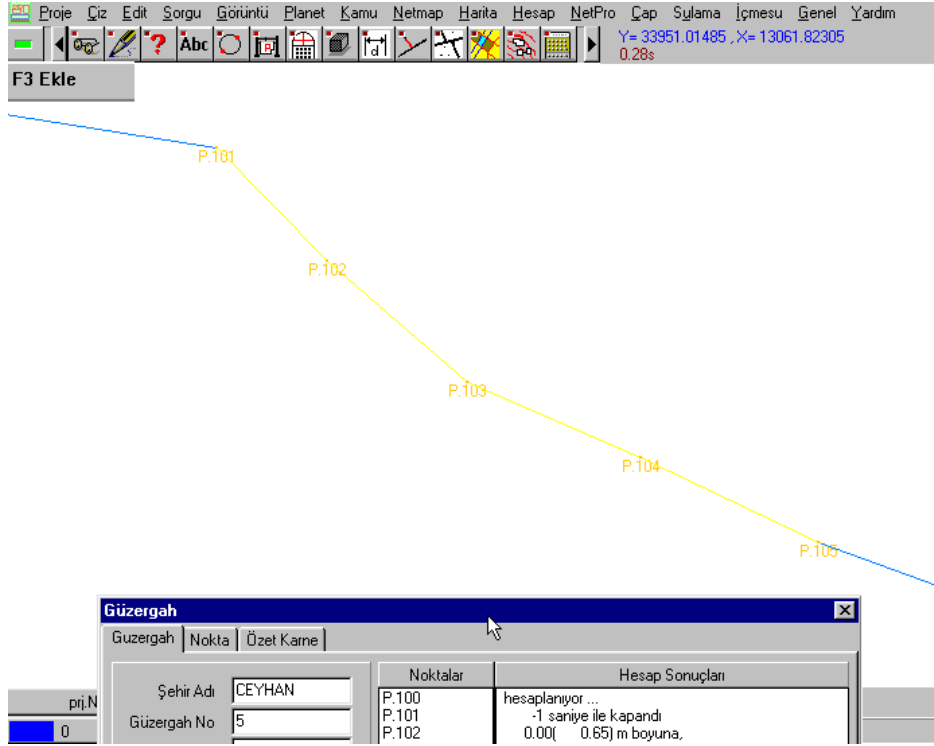 Proje Çiz Edit Sorgu Görüntü Planet Kamu Netmap Harita Hesap NetPro Çap Sulama İçmesu Genel Yardım
? Abc Y= 33951.01485 , X= 13061.82305
0.28s
F3 Ekle
P.101
P.102
P.103
P.104
P.105
Güzergah
Guzergah Nokta Özet Karne
Noktalar Hesap Sonuçları
Şehir Adı CEYHAN
P.100 hesaplanıyor ...
prj.N
P.101 -1 saniye ile kapandı
Güzergah No 5
P.102 0.00( 0.65) m boyuna,
0